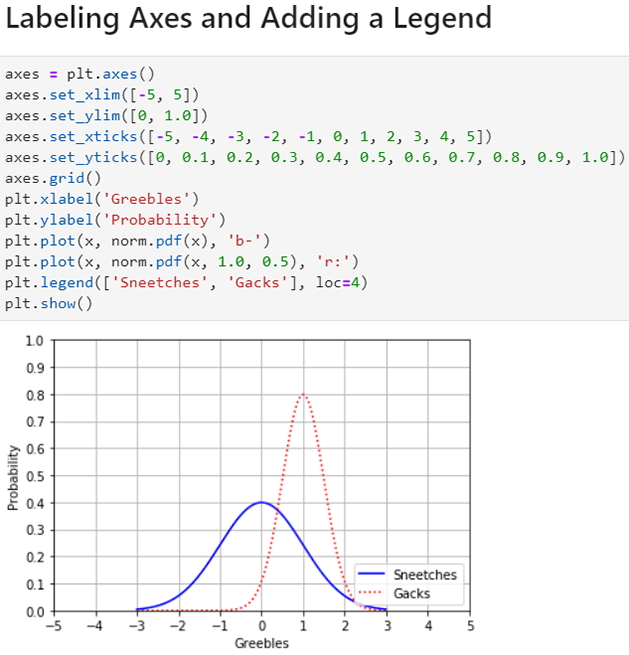 Labeling Axes and Adding a Legend
axes = plt.axes()
axes.set_xlim([-5, 5])
axes.set_ylim([0, 1.0])
axes.set_xticks([-5, -4, -3, -2, -1, 0, 1, 2, 3, 4, 5])
axes.set_yticks([0, 0.1, 0.2, 0.3, 0.4, 0.5, 0.6, 0.7, 0.8, 0.9, 1.0])
axes.grid()
plt.xlabel('Greebles')
plt.ylabel('Probability')
plt.plot(x, norm.pdf(x), 'b-')
plt.plot(x, norm.pdf(x, 1.0, 0.5), 'r:')
plt.legend(['Sneetches', 'Gacks'], loc=4)
plt.show()
1.0
0.9
0.8
0.7
0.6
0.5
0.4
0.3
0.2
0.1
0.0
Probability
Sneetches
Gacks
−5 −4 −3 −2 −1 0 1 2 3 4 5
Greebles